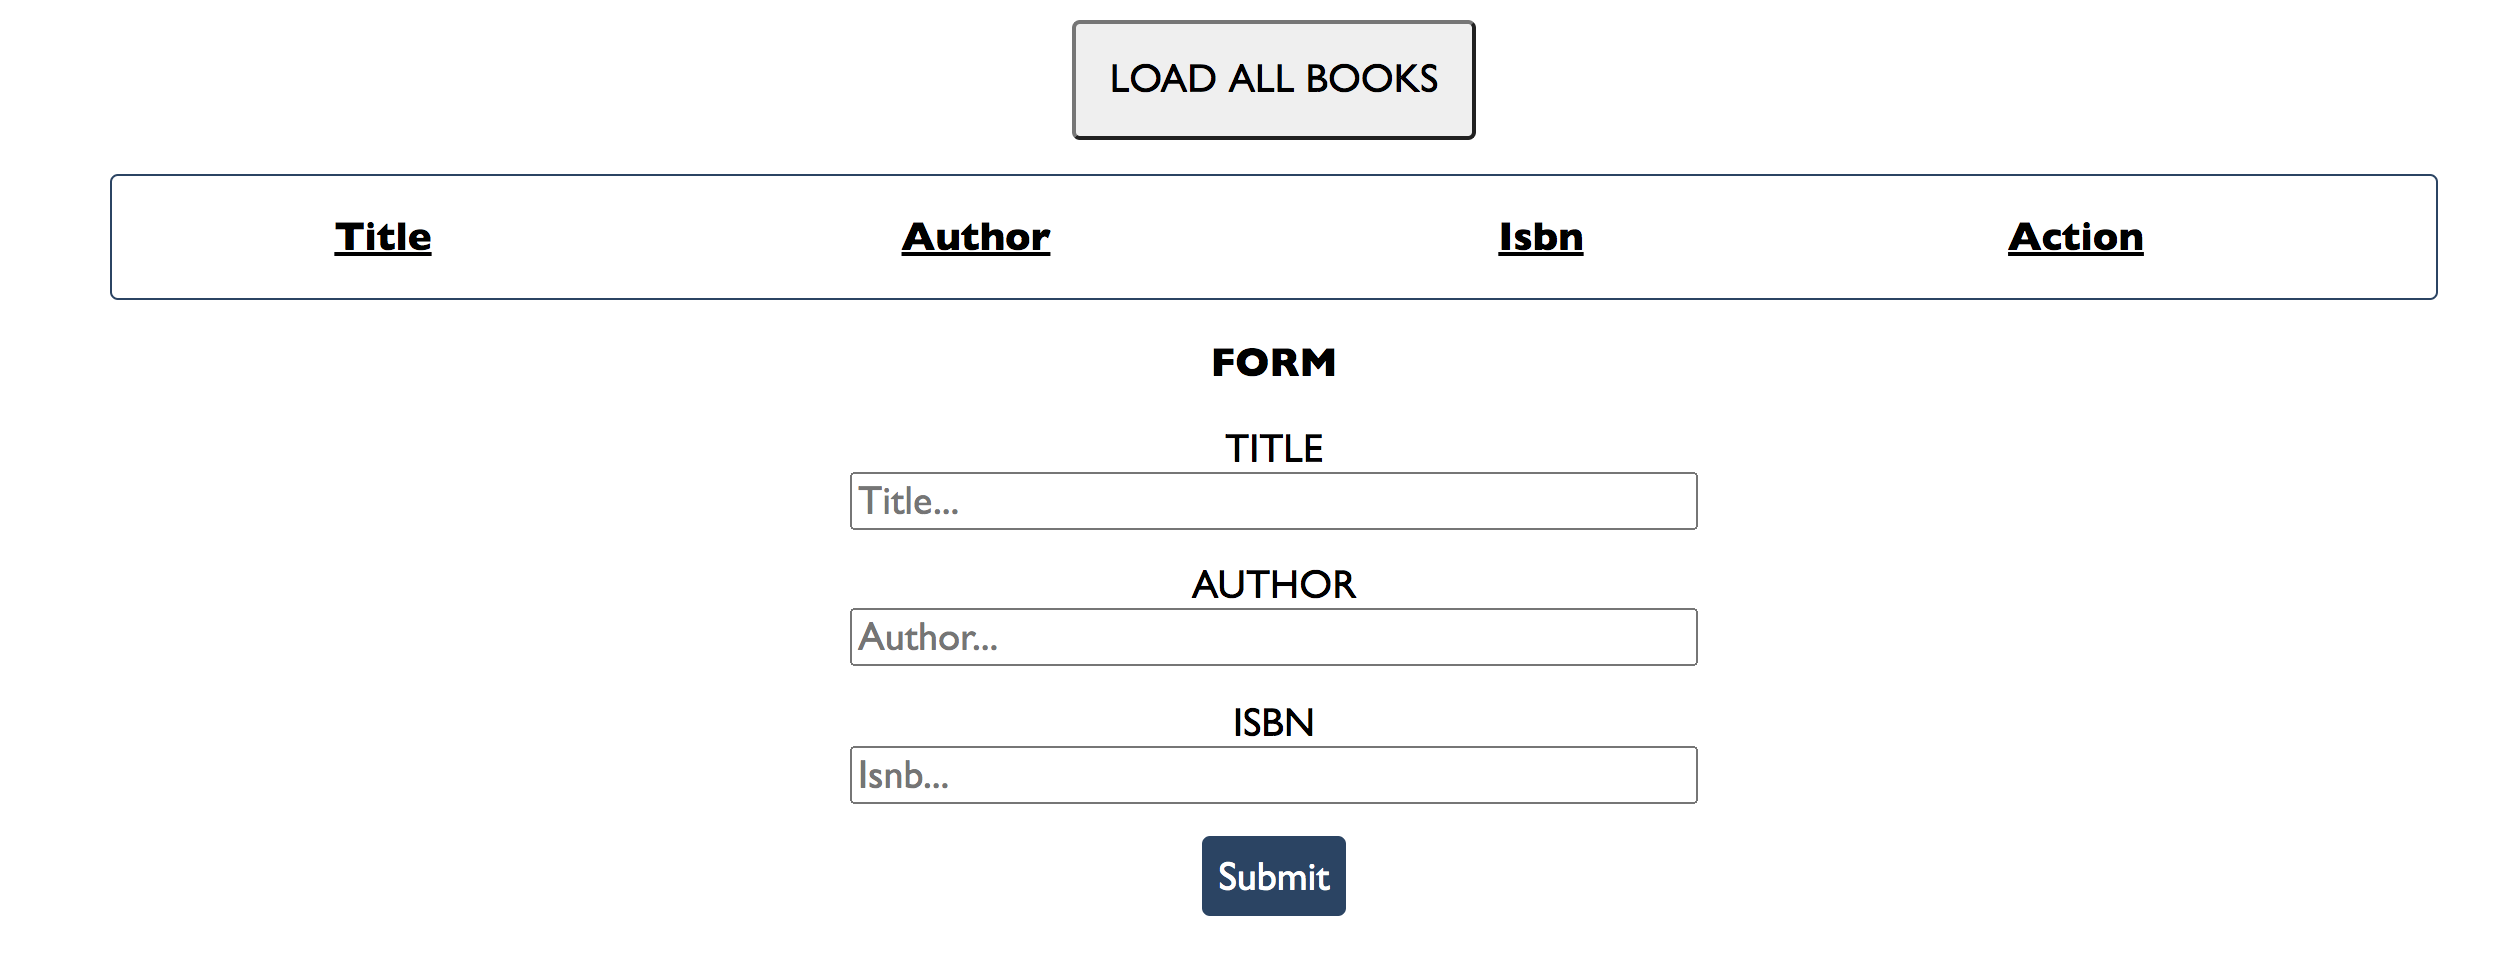 LOAD ALL BOOKS
Title Author Isbn Action
FORM
TITLE
Title...
AUTHOR
Author...
ISBN
Isnb...
Submit